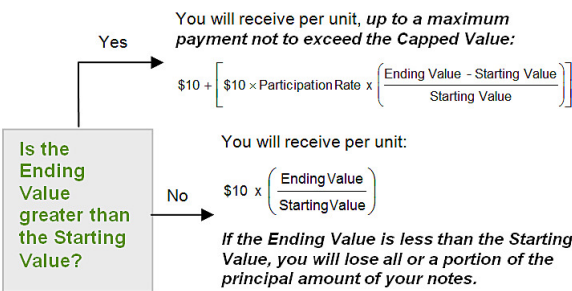 You will receive per unit, up to a maximum
payment not to exceed the Capped Value:
Yes
$10 + [ $10 × Participation Rate x ( Ending Value - Starting Value
Starting Value ) ]
Is the
Ending
Value
greater than
the Starting
Value?
You will receive per unit:
No
$10 x ( Ending Value
Starting Value )
If the Ending Value is less than the Starting
Value, you will lose all or a portion of the
principal amount of your notes.